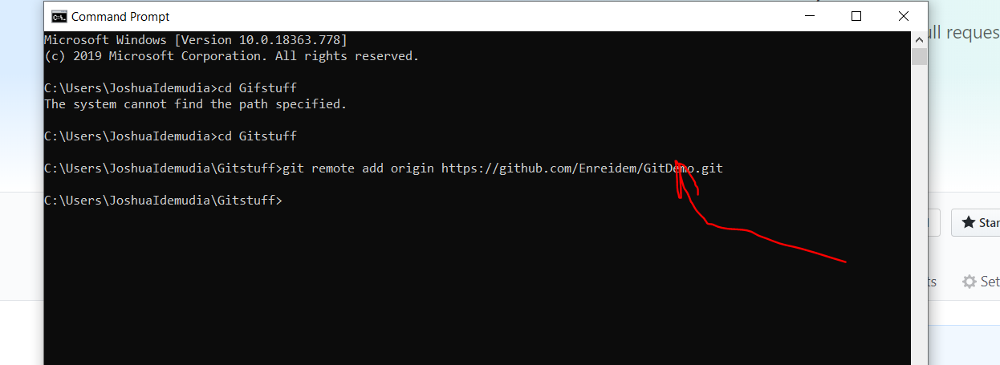 Command Prompt
ull reques
Microsoft Windows [Version 10.0.18363.778]
(c) 2019 Microsoft Corporation. All rights reserved.
C:\Users\JoshuaIdemudia>cd Gifstuff
The system cannot find the path specified.
C:\Users\JoshuaIdemudia>cd Gitstuff
C:\Users\JoshuaIdemudia\Gitstuff>git remote add origin https://github.com/Enreidem/GitDemo.git
C:\Users\JoshuaIdemudia\Gitstuff>
Star
ts
Set